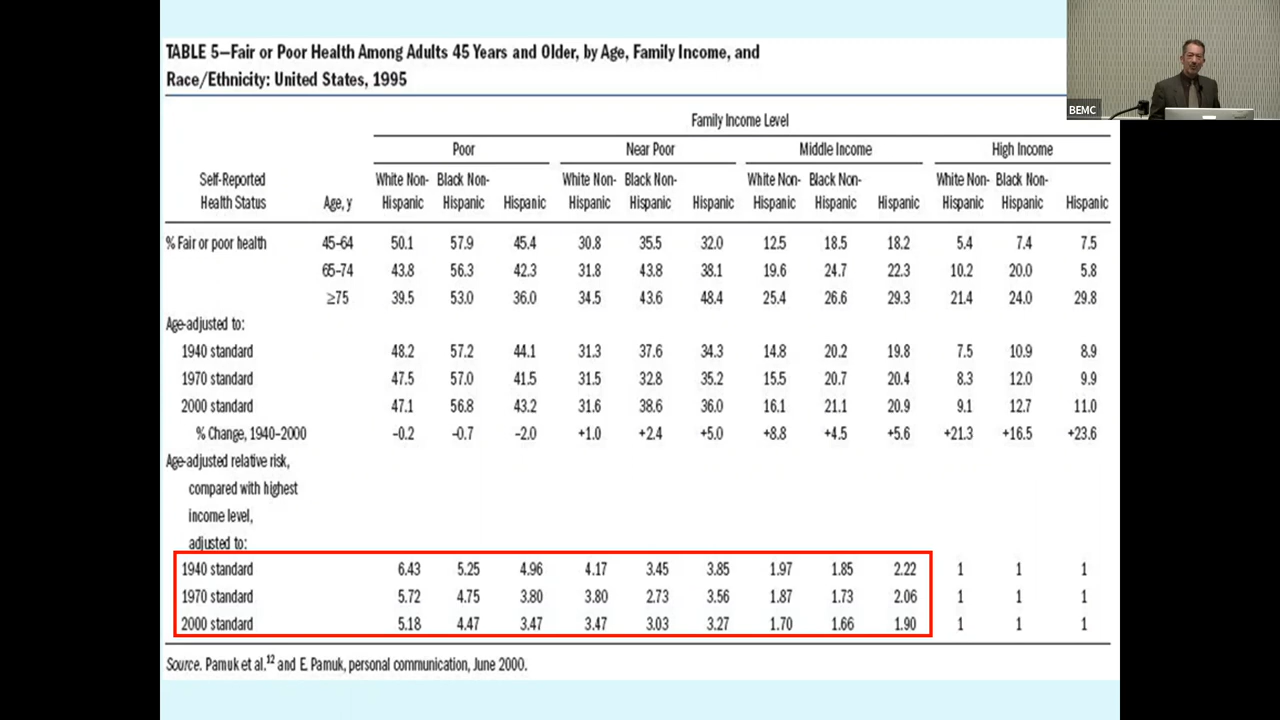 TABLE 5—Fair or Poor Health Among Adults 45 Years and Older, by Age, Family Income, and
Race/Ethnicity: United States, 1995
BEMC
Family Income Level
Poor Near Poor Middle Income High Income
White Non- Black Non- White Non- Black Non- White Non- Black Non- White Non- Black Non-
Self-Reported
Health Status Age, y Hispanic Hispanic Hispanic Hispanic Hispanic Hispanic Hispanic Hispanic Hispanic Hispanic Hispanic Hispanic
% Fair or poor health 45–64 50.1 57.9 45.4 30.8 35.5 32.0 12.5 18.5 18.2 5.4 7.4 7.5
65–74 43.8 56.3 42.3 31.8 43.8 38.1 19.6 24.7 22.3 10.2 20.0 5.8
≥75 39.5 53.0 36.0 34.5 43.6 48.4 25.4 26.6 29.3 21.4 24.0 29.8
Age-adjusted to:
1940 standard 48.2 57.2 44.1 31.3 37.6 34.3 14.8 20.2 19.8 7.5 10.9 8.9
1970 standard 47.5 57.0 41.5 31.5 32.8 35.2 15.5 20.7 20.4 8.3 12.0 9.9
2000 standard 47.1 56.8 43.2 31.6 38.6 36.0 16.1 21.1 20.9 9.1 12.7 11.0
% Change, 1940–2000 –0.2 –0.7 –2.0 +1.0 +2.4 +5.0 +8.8 +4.5 +5.6 +21.3 +16.5 +23.6
Age-adjusted relative risk,
compared with highest
income level,
adjusted to:
1940 standard 6.43 5.25 4.96 4.17 3.45 3.85 1.97 1.85 2.22 1 1 1
1970 standard 5.72 4.75 3.80 3.80 2.73 3.56 1.87 1.73 2.06 1 1 1
2000 standard 5.18 4.47 3.47 3.47 3.03 3.27 1.70 1.66 1.90 1 1 1
Source. Pamuk et al.12 and E. Pamuk, personal communication, June 2000.